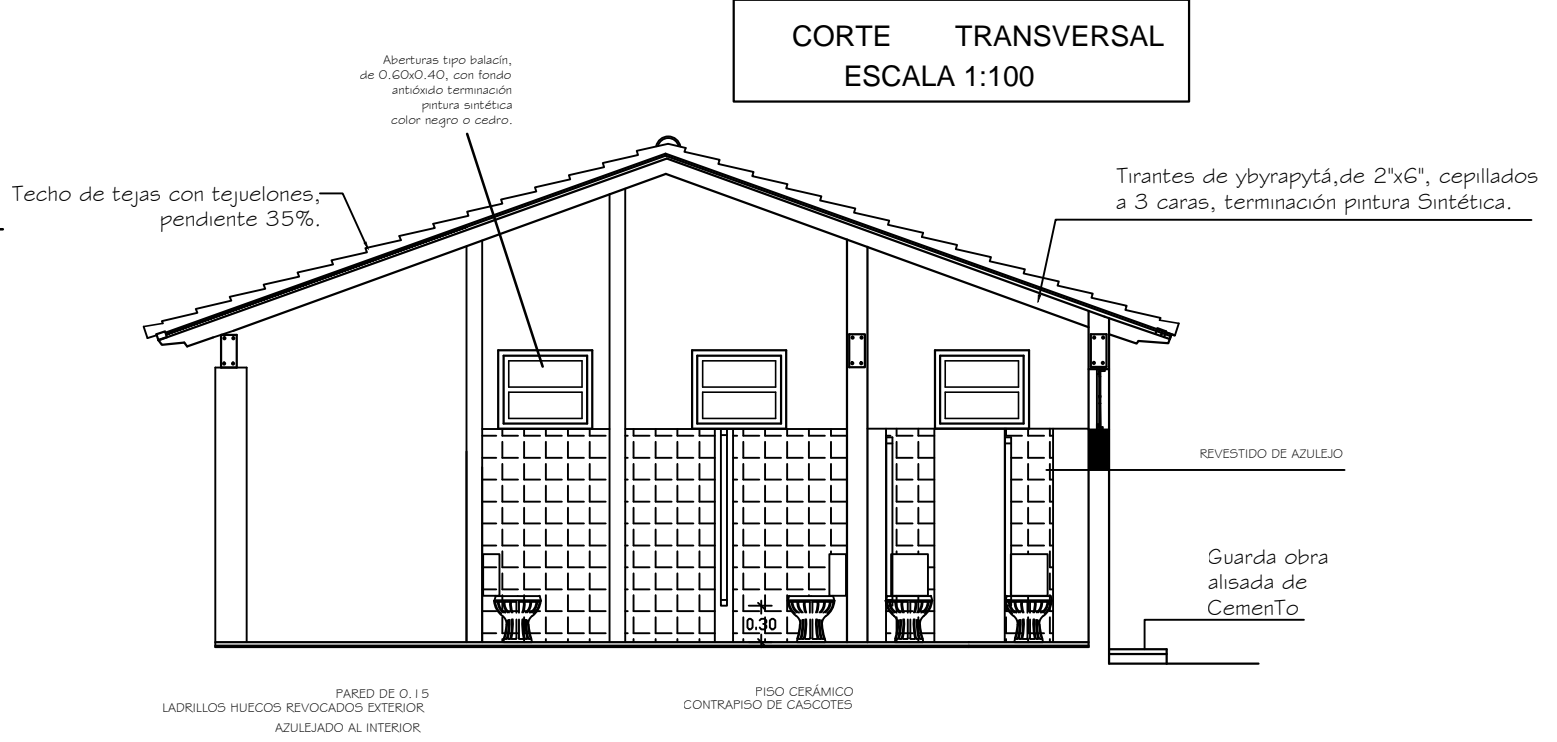 CORTE TRANSVERSAL
ESCALA 1:100
Aberturas tipo balacín,
de 0.60x0.40, con fondo
antióxido terminación
pintura sintética
color negro o cedro.
Techo de tejas con tejuelones,
pendiente 35%.
Tirantes de ybyrapytá,de 2"x6", cepillados
a 3 caras, terminación pintura Sintética.
REVESTIDO DE AZULEJO
Guarda obra
alisada de
CemenTo
0.30
PARED DE 0.15
LADRILLOS HUECOS REVOCADOS EXTERIOR
AZULEJADO AL INTERIOR
PISO CERÁMICO
CONTRAPISO DE CASCOTES